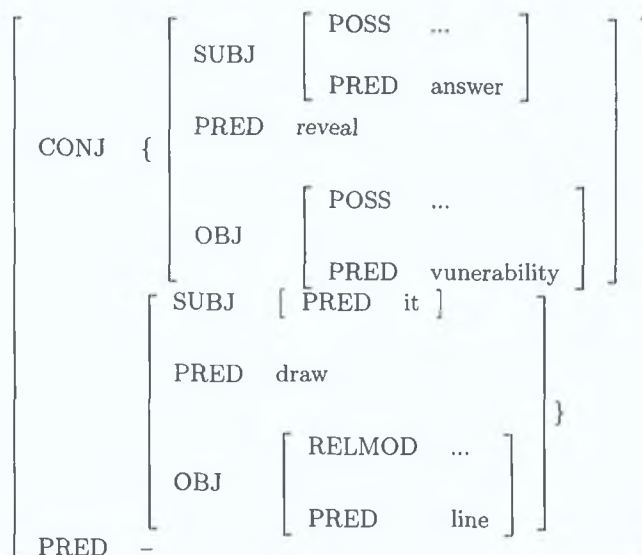 POSS ...
SUBJ
PRED answer
PRED reveal
CONJ {
POSS ...
OBJ
PRED vunerability
SUBJ [ PRED it ]
PRED draw
}
RELMOD ...
OBJ
PRED line
PRED –